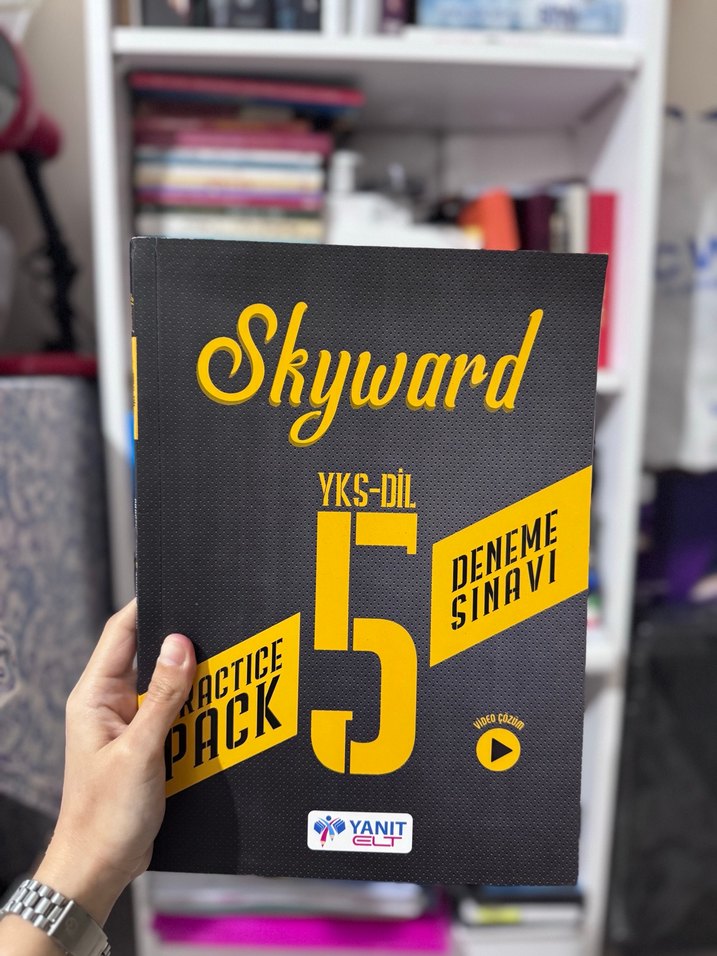 Skyward
YKS-DİL
5
DENEME
SINAVI
PRACTICE
PACK
VİDEO ÇÖZÜM
YANIT
ELT